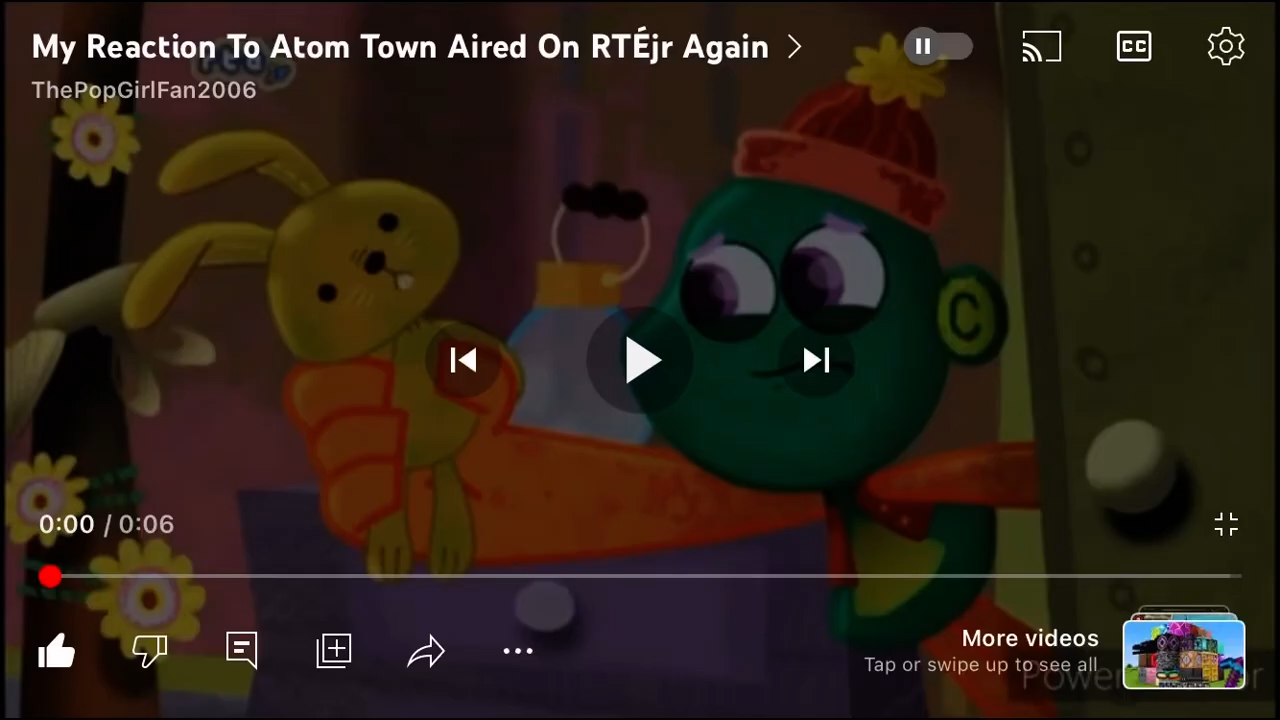 My Reaction To Atom Town Aired On RTÉjr Again
ThePopGirlFan2006
CC
C
0:00 / 0:06
More videos
Tap or swipe up to see all